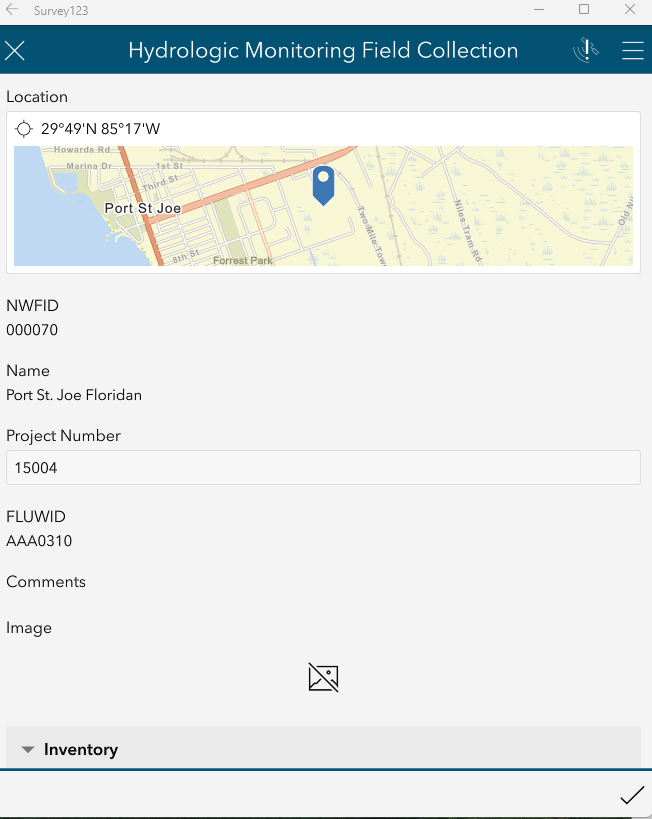 Survey123
Hydrologic Monitoring Field Collection
Location
29°49'N 85°17'W
Howards Rd
Marina Dr
1st St
Third St
Port St Joe
8th St
Forrest Park
Two Mile
Niles Tram Rd
Old
NWFID
000070
Name
Port St. Joe Floridan
Project Number
15004
FLUWID
AAA0310
Comments
Image
Inventory